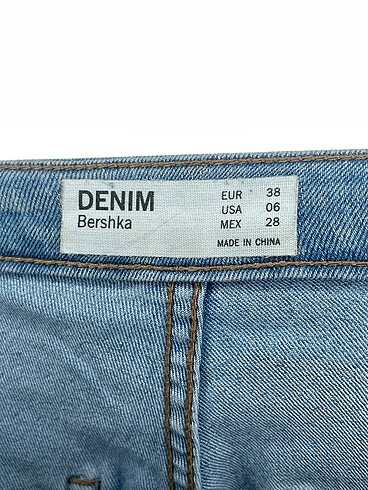 DENIM
Bershka
EUR 38
USA 06
MEX 28
MADE IN CHINA